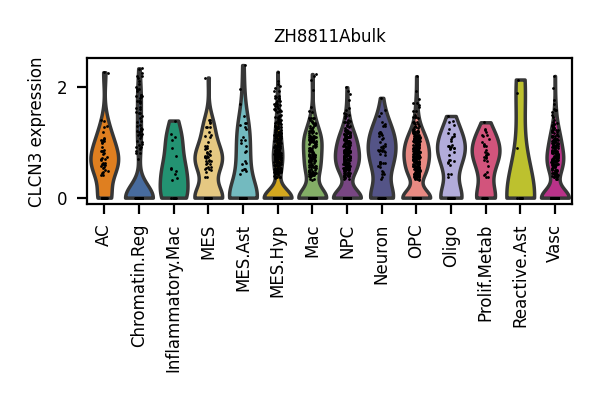 ZH8811Abulk
CLCN3 expression
2
0
AC
Chromatin.Reg
Inflammatory.Mac
MES
MES.Ast
MES.Hyp
Mac
NPC
Neuron
OPC
Oligo
Prolif.Metab
Reactive.Ast
Vasc